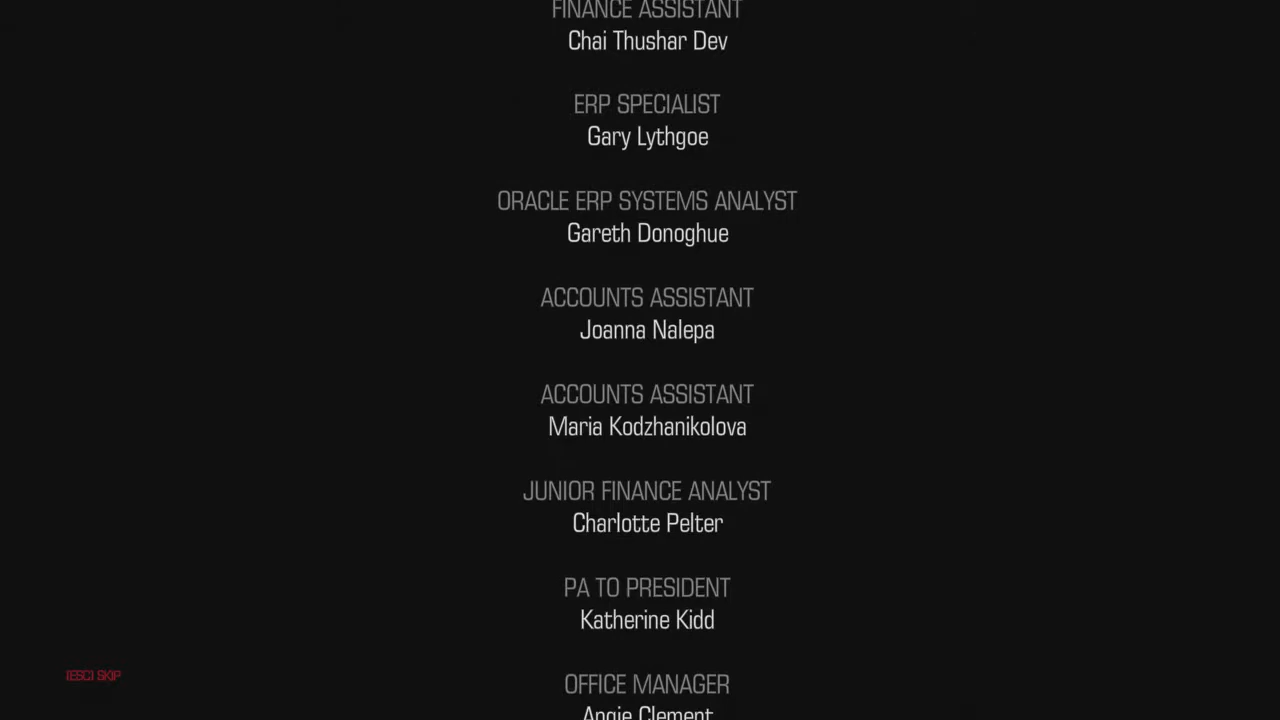 FINANCE ASSISTANT
Chai Thushar Dev
ERP SPECIALIST
Gary Lythgoe
ORACLE ERP SYSTEMS ANALYST
Gareth Donoghue
ACCOUNTS ASSISTANT
Joanna Nalepa
ACCOUNTS ASSISTANT
Maria Kodzhanikolova
JUNIOR FINANCE ANALYST
Charlotte Pelter
PA TO PRESIDENT
Katherine Kidd
[ESC] SKIP
OFFICE MANAGER
Angie Clement